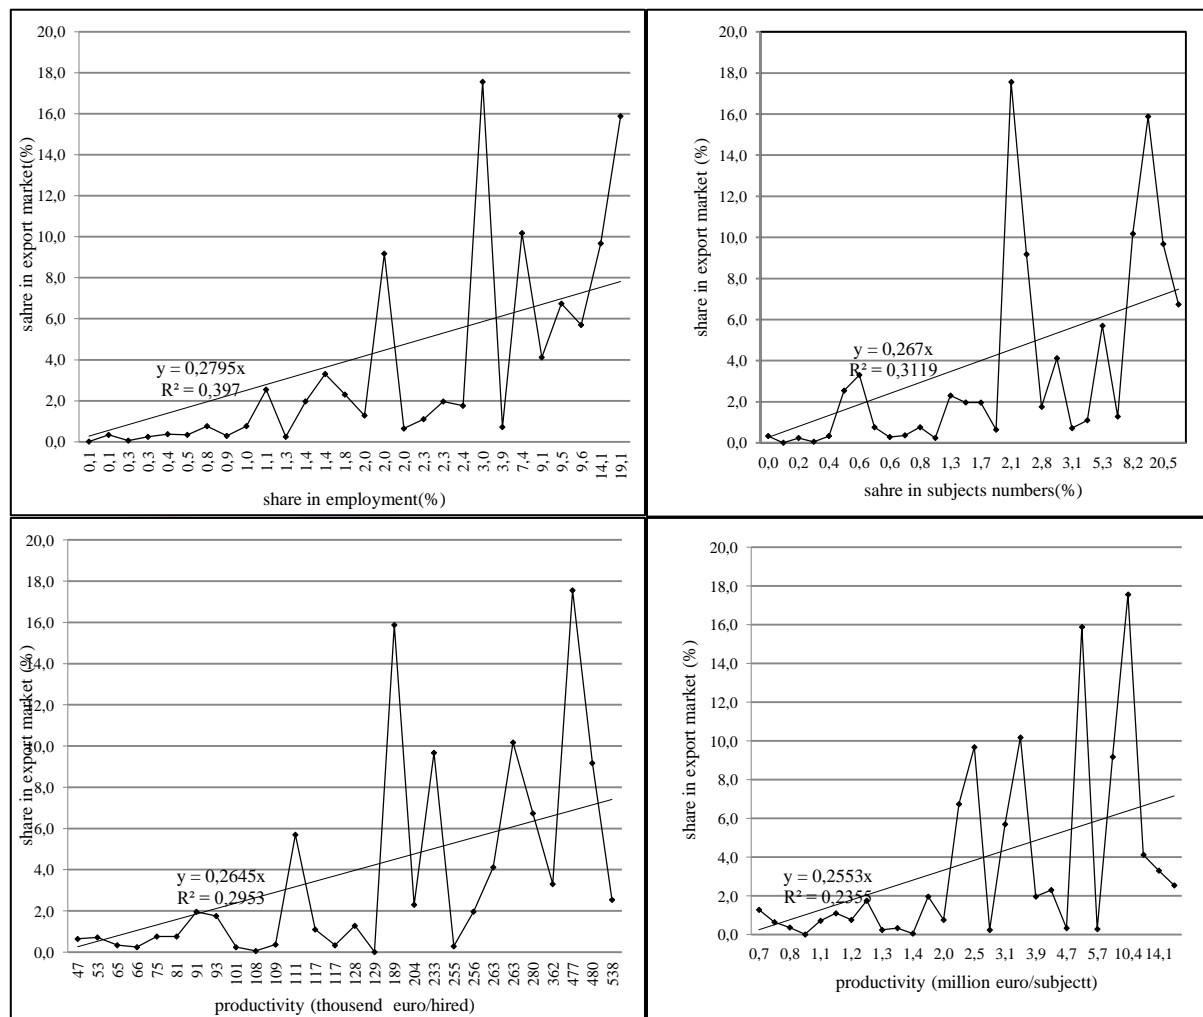 20,0
18,0
16,0
14,0
12,0
10,0
8,0
6,0
4,0
2,0
0,0
sahre in export market(%)
y = 0,2795x
R² = 0,397
0,1 0,1 0,3 0,3 0,4 0,5 0,8 0,9 1,0 1,1 1,3 1,4 1,4 1,8 2,0 2,0 2,0 2,3 2,3 2,4 3,0 3,9 7,4 9,1 9,5 9,6 14,1 19,1
share in employment(%)
20,0
18,0
16,0
14,0
12,0
10,0
8,0
6,0
4,0
2,0
0,0
share in export market (%)
y = 0,267x
R² = 0,3119
0,0 0,2 0,4 0,6 0,6 0,8 1,3 1,7 2,1 2,8 3,1 5,3 8,2 20,5
sahre in subjects numbers(%)
20,0
18,0
16,0
14,0
12,0
10,0
8,0
6,0
4,0
2,0
0,0
share in export market (%)
y = 0,2645x
R² = 0,2953
47 53 65 66 75 81 91 93 101 108 109 111 117 117 128 129 189 204 233 255 256 263 263 280 362 477 480 538
productivity (thousend euro/hired)
20,0
18,0
16,0
14,0
12,0
10,0
8,0
6,0
4,0
2,0
0,0
share in export market (%)
y = 0,2553x
R² = 0,2355
0,7 0,8 1,1 1,2 1,3 1,4 2,0 2,5 3,1 3,9 4,7 5,7 10,4 14,1
productivity (million euro/subjectt)